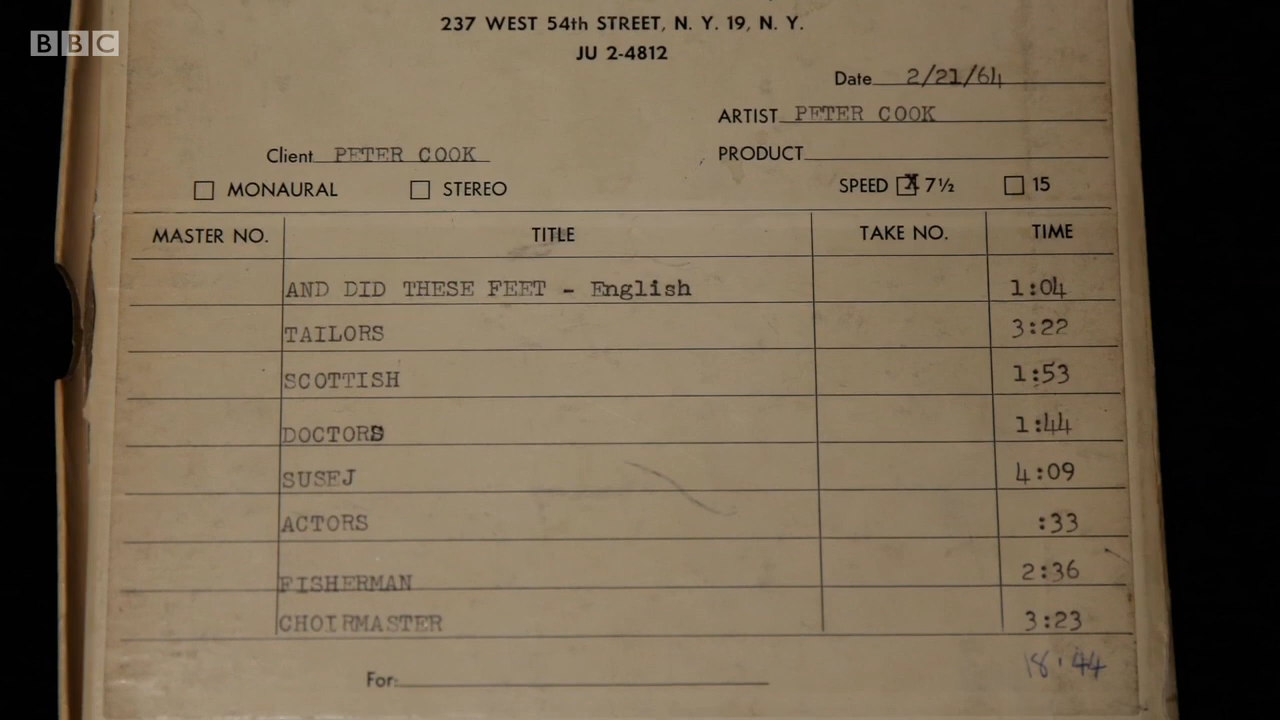 237 WEST 54th STREET, N. Y. 19, N. Y.
BBC
JU 2-4812
Date 2/21/64
ARTIST PETER COOK
Client PETER COOK
PRODUCT
MONAURAL STEREO SPEED X 7½ 15
MASTER NO. TITLE TAKE NO. TIME
AND DID THESE FEET - English 1:04
TAILORS 3:22
SCOTTISH 1:53
DOCTORS 1:44
SUSEJ 4:09
ACTORS :33
FISHERMAN 2:36
CHOIRMASTER 3:23
18.44
For: